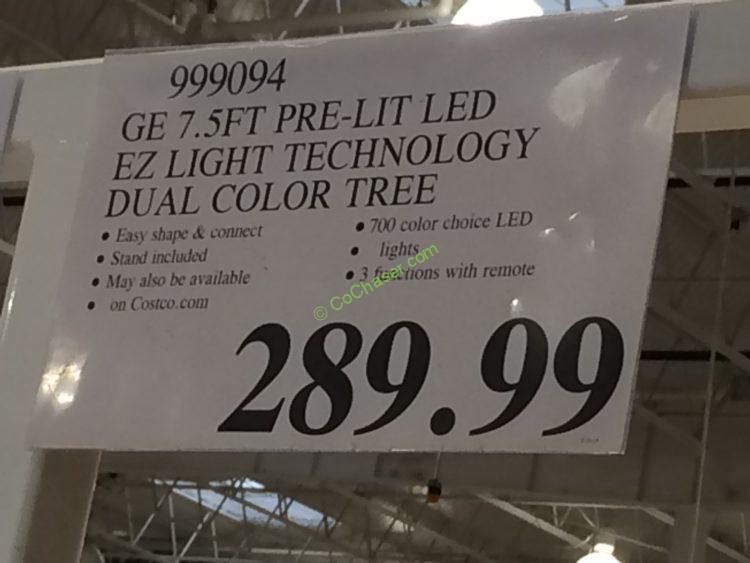 999094
GE 7.5FT PRE-LIT LED
EZ LIGHT TECHNOLOGY
DUAL COLOR TREE
• Easy shape & connect
• Stand included
• May also be available
• on Costco.com
• 700 color choice LED
• lights
• 3 functions with remote
© CoChaser.com
289.99